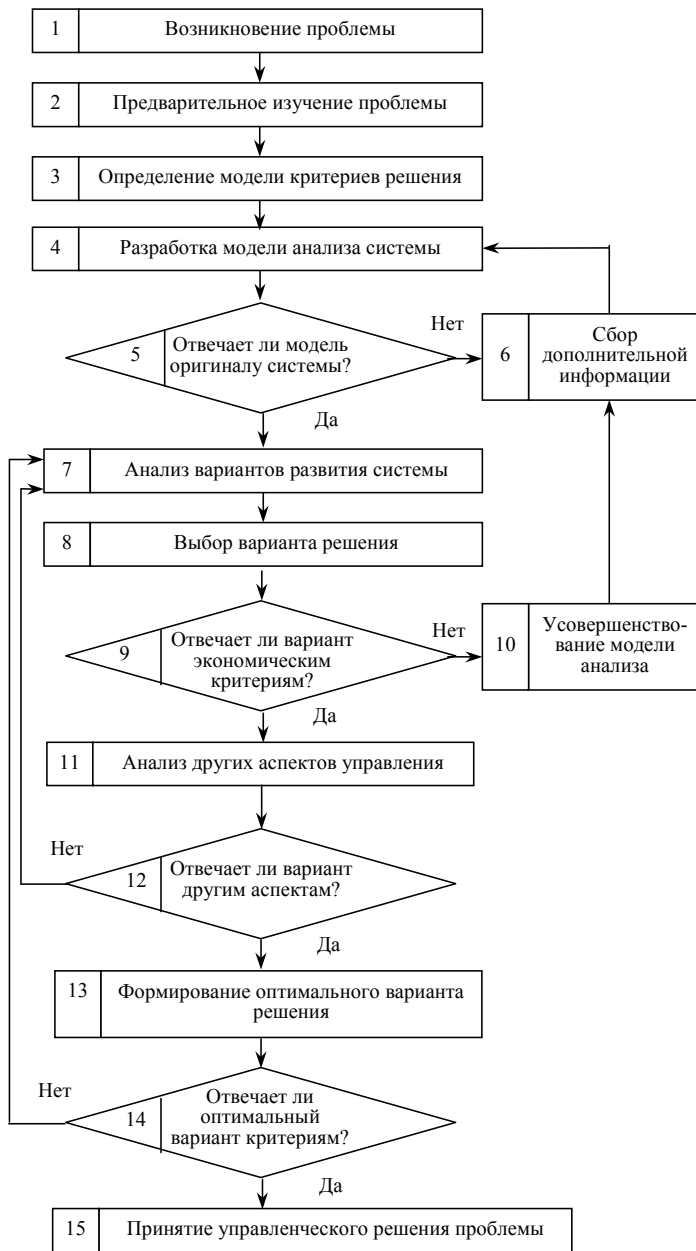 1 Возникновение проблемы
2 Предварительное изучение проблемы
3 Определение модели критериев решения
4 Разработка модели анализа системы
5 Отвечает ли модель
оригиналу системы?
Нет
6 Сбор
дополнительной
информации
Да
7 Анализ вариантов развития системы
8 Выбор варианта решения
9 Отвечает ли вариант
экономическим
критериям?
Нет
10 Усовершенство-
вание модели
анализа
Да
11 Анализ других аспектов управления
Нет
12 Отвечает ли вариант
другим аспектам?
Да
13 Формирование оптимального варианта
решения
Нет
14 Отвечает ли
оптимальный
вариант критериям?
Да
15 Принятие управленческого решения проблемы